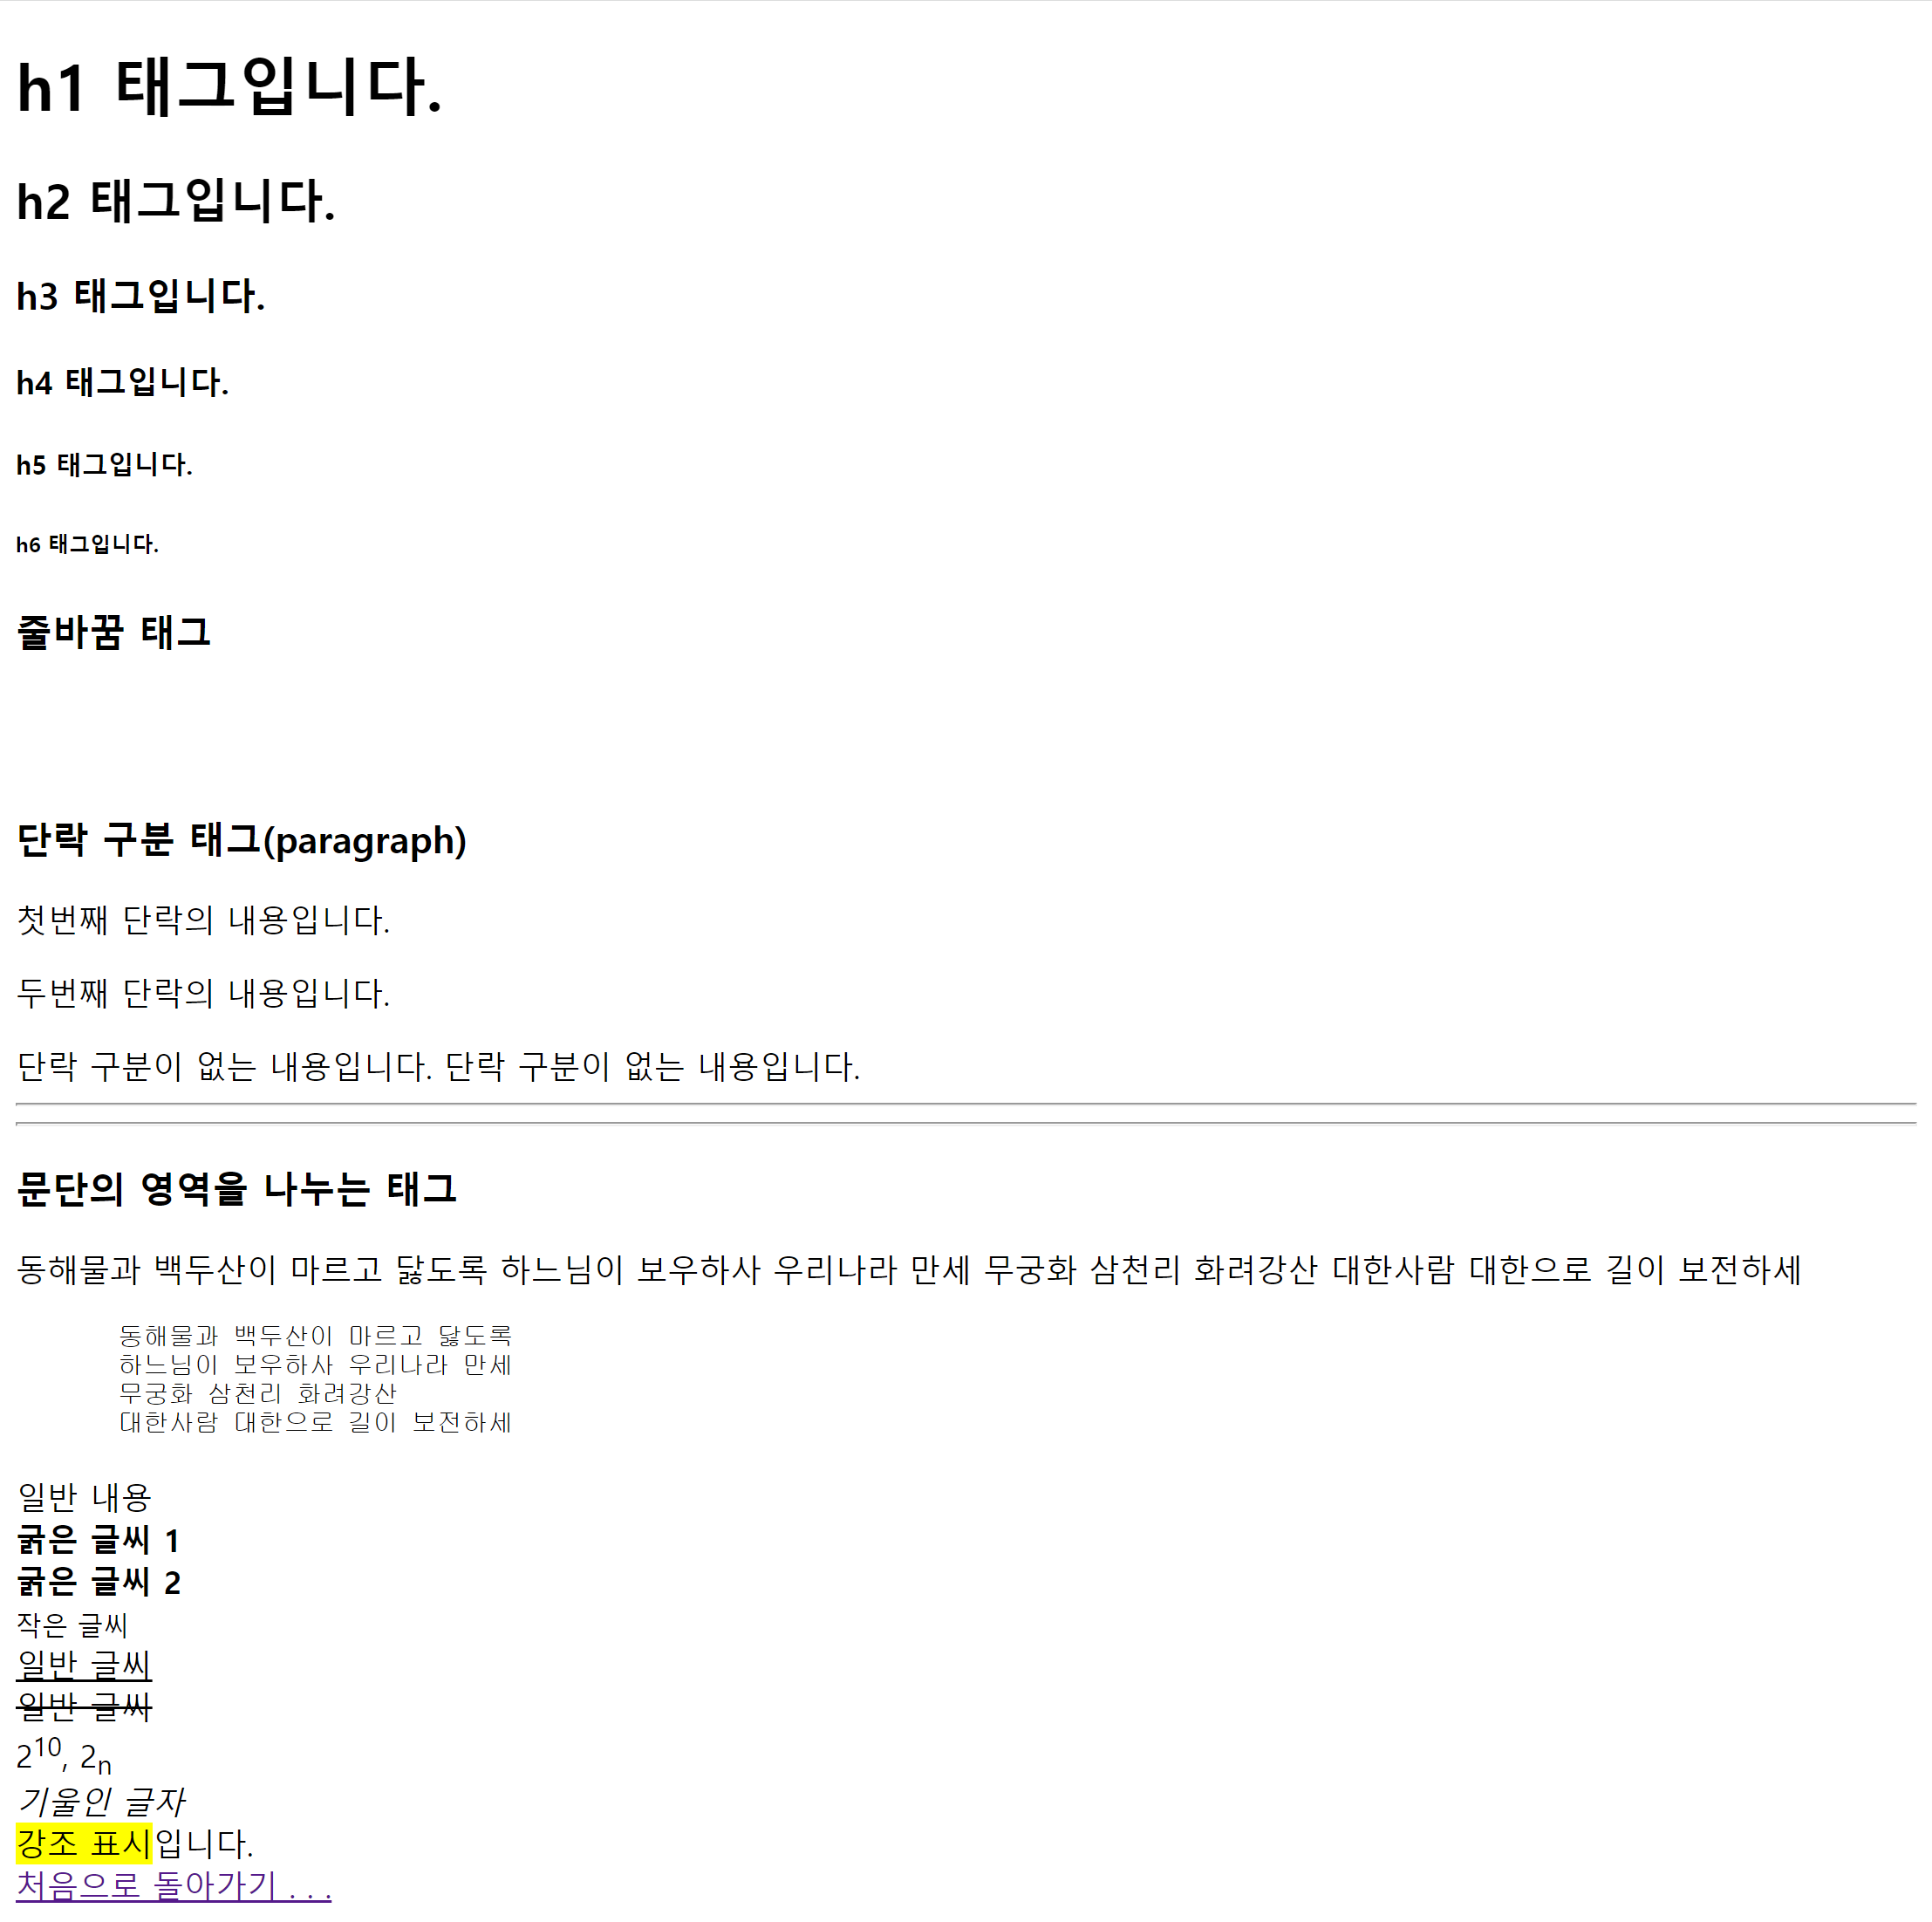 h1 태그입니다.
h2 태그입니다.
h3 태그입니다.
h4 태그입니다.
h5 태그입니다.
h6 태그입니다.
줄바꿈 태그
단락 구분 태그(paragraph)
첫번째 단락의 내용입니다.
두번째 단락의 내용입니다.
단락 구분이 없는 내용입니다. 단락 구분이 없는 내용입니다.
문단의 영역을 나누는 태그
동해물과 백두산이 마르고 닳도록 하느님이 보우하사 우리나라 만세 무궁화 삼천리 화려강산 대한사람 대한으로 길이 보전하세
동해물과 백두산이 마르고 닳도록
하느님이 보우하사 우리나라 만세
무궁화 삼천리 화려강산
대한사람 대한으로 길이 보전하세
일반 내용
굵은 글씨 1
굵은 글씨 2
작은 글씨
일반 글씨
일반 글씨
2¹⁰, 2ₙ
기울인 글자
강조 표시입니다.
처음으로 돌아가기 . . .